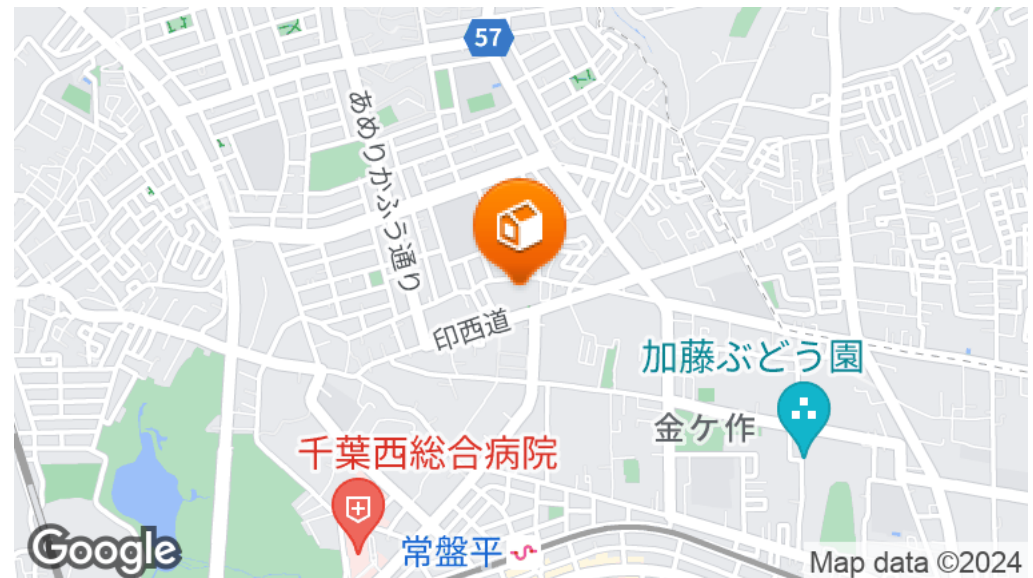 57
あめりかふう通り
印西道
加藤ぶどう園
金ケ作
千葉西総合病院
常盤平
Google
Map data ©2024